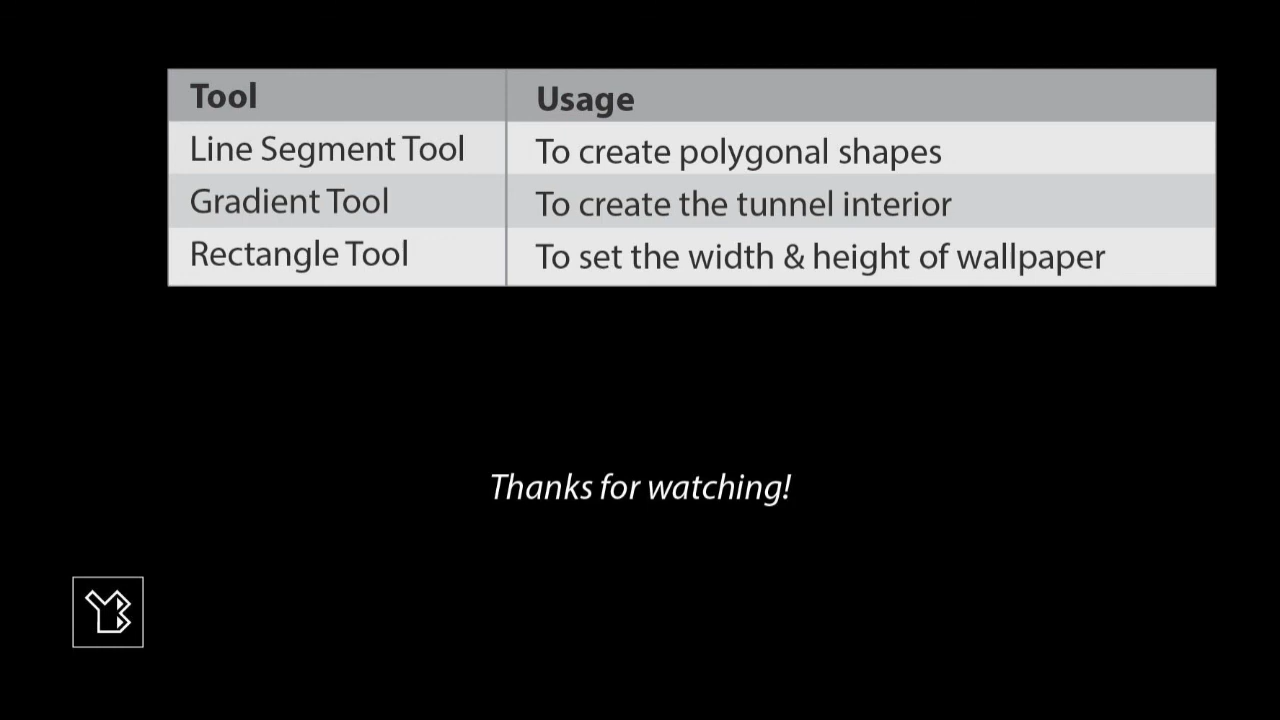 Tool Usage
Line Segment Tool To create polygonal shapes
Gradient Tool To create the tunnel interior
Rectangle Tool To set the width & height of wallpaper
Thanks for watching!